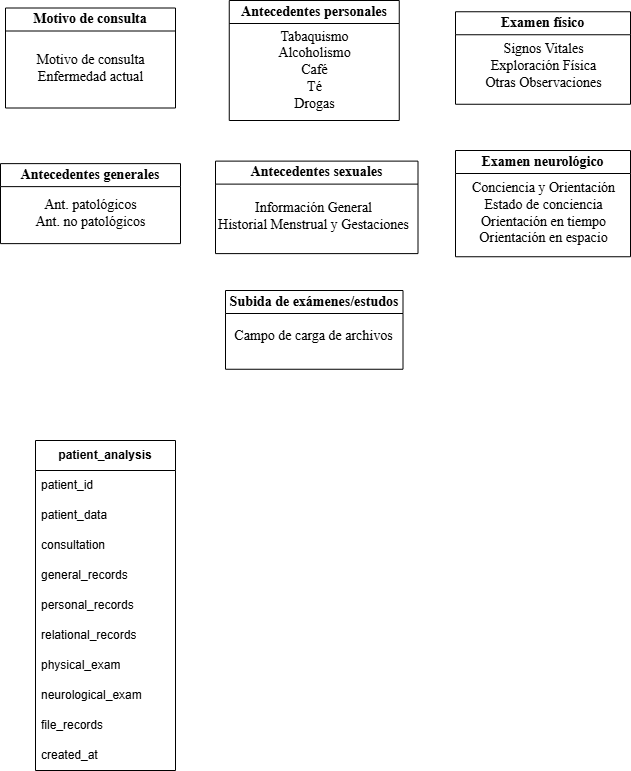 Motivo de consulta
Motivo de consulta
Enfermedad actual
Antecedentes personales
Tabaquismo
Alcoholismo
Café
Té
Drogas
Examen físico
Signos Vitales
Exploración Física
Otras Observaciones
Antecedentes generales
Ant. patológicos
Ant. no patológicos
Antecedentes sexuales
Información General
Historial Menstrual y Gestaciones
Examen neurológico
Conciencia y Orientación
Estado de conciencia
Orientación en tiempo
Orientación en espacio
Subida de exámenes/estudos
Campo de carga de archivos
patient_analysis
patient_id
patient_data
consultation
general_records
personal_records
relational_records
physical_exam
neurological_exam
file_records
created_at